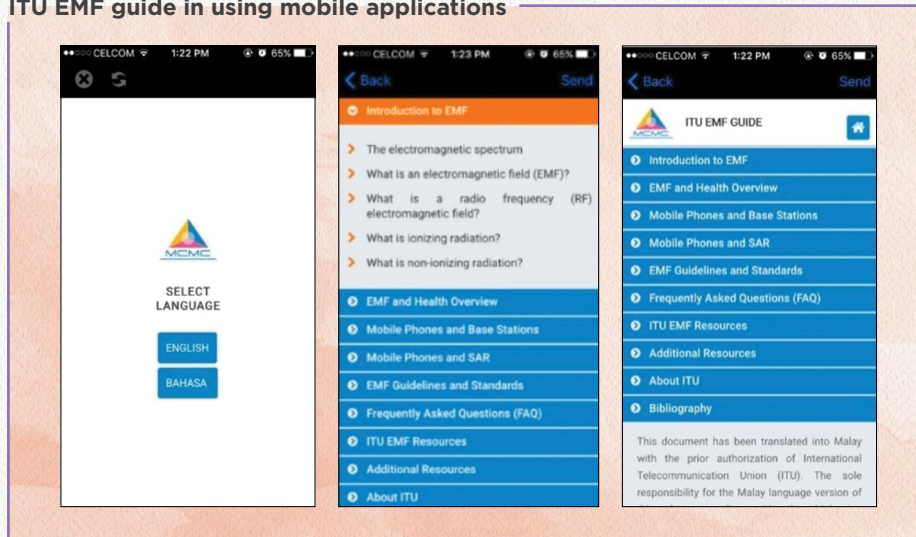 ITU EMF guide in using mobile applications
CELCOM 1:22 PM 65%
MCMC
SELECT
LANGUAGE
ENGLISH
BAHASA
CELCOM 1:23 PM 65%
Back Send
Introduction to EMF
The electromagnetic spectrum
What is an electromagnetic field (EMF)?
What is a radio frequency (RF)
electromagnetic field?
What is ionizing radiation?
What is non-ionizing radiation?
EMF and Health Overview
Mobile Phones and Base Stations
Mobile Phones and SAR
EMF Guidelines and Standards
Frequently Asked Questions (FAQ)
ITU EMF Resources
Additional Resources
About ITU
CELCOM 1:22 PM 65%
Back Send
MCMC ITU EMF GUIDE
Introduction to EMF
EMF and Health Overview
Mobile Phones and Base Stations
Mobile Phones and SAR
EMF Guidelines and Standards
Frequently Asked Questions (FAQ)
ITU EMF Resources
Additional Resources
About ITU
Bibliography
This document has been translated into Malay
with the prior authorization of International
Telecommunication Union (ITU). The sole
responsibility for the Malay language version of